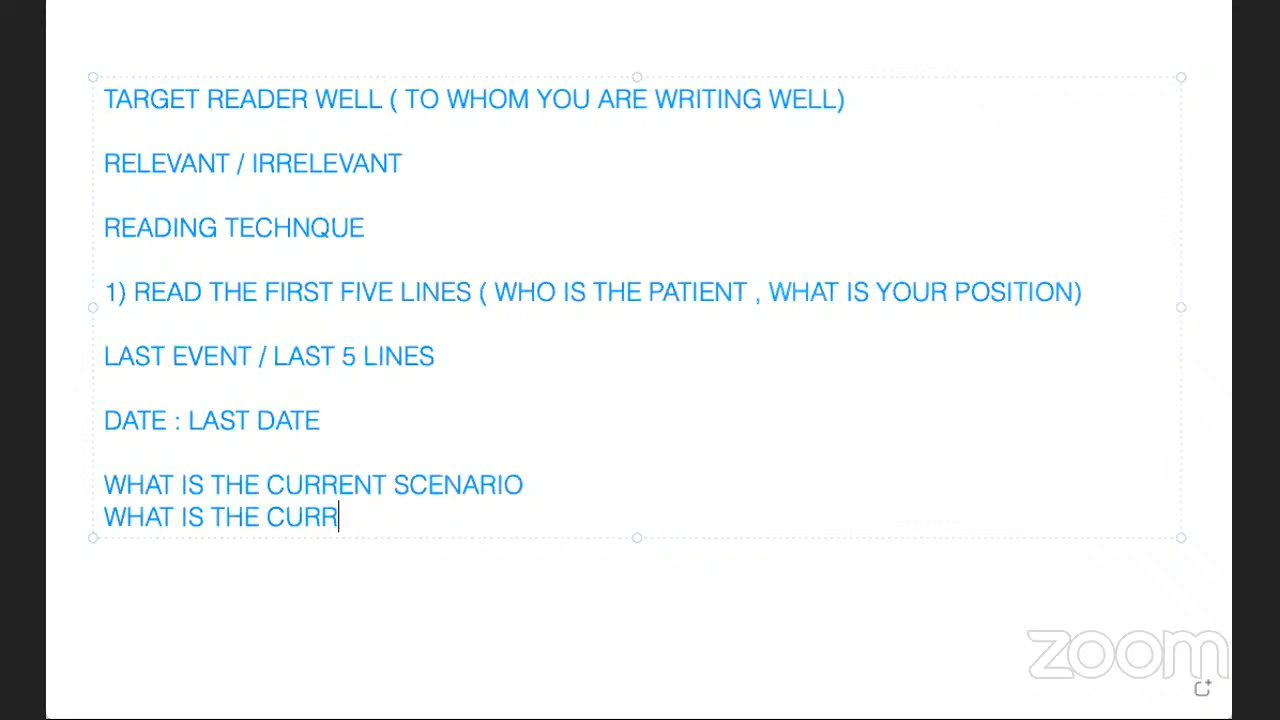 TARGET READER WELL ( TO WHOM YOU ARE WRITING WELL)
RELEVANT / IRRELEVANT
READING TECHNQUE
1) READ THE FIRST FIVE LINES ( WHO IS THE PATIENT , WHAT IS YOUR POSITION)
LAST EVENT / LAST 5 LINES
DATE : LAST DATE
WHAT IS THE CURRENT SCENARIO
WHAT IS THE CURR
zoom